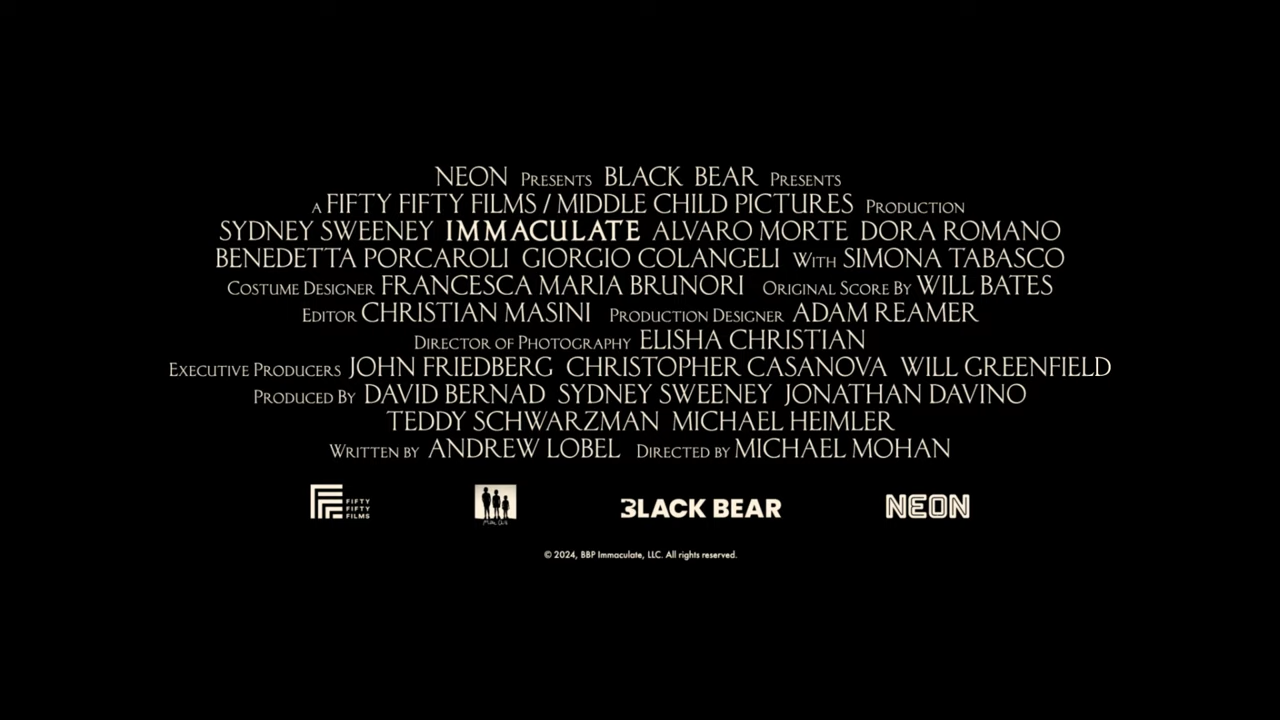 NEON PRESENTS BLACK BEAR PRESENTS
A FIFTY FIFTY FILMS / MIDDLE CHILD PICTURES PRODUCTION
SYDNEY SWEENEY IMMACULATE ALVARO MORTE DORA ROMANO
BENEDETTA PORCAROLI GIORGIO COLANGELI WITH SIMONA TABASCO
COSTUME DESIGNER FRANCESCA MARIA BRUNORI ORIGINAL SCORE BY WILL BATES
EDITOR CHRISTIAN MASINI PRODUCTION DESIGNER ADAM REAMER
DIRECTOR OF PHOTOGRAPHY ELISHA CHRISTIAN
EXECUTIVE PRODUCERS JOHN FRIEDBERG CHRISTOPHER CASANOVA WILL GREENFIELD
PRODUCED BY DAVID BERNAD SYDNEY SWEENEY JONATHAN DAVINO
TEDDY SCHWARZMAN MICHAEL HEIMLER
WRITTEN BY ANDREW LOBEL DIRECTED BY MICHAEL MOHAN
FIFTY
FIFTY
FILMS
BLACK BEAR
NEON
© 2024, BBP Immaculate, LLC. All rights reserved.